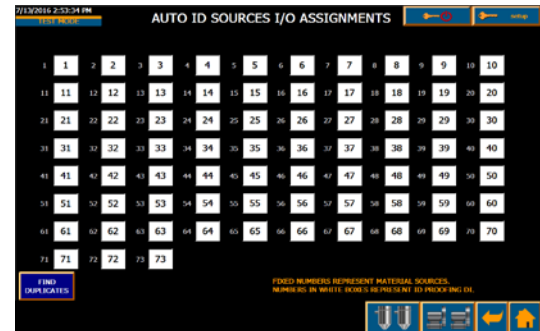 7/13/2016 2:53:34 PM
TEST MODE
AUTO ID SOURCES I/O ASSIGNMENTS
setup
1 1 2 2 3 3 4 4 5 5 6 6 7 7 8 8 9 9 10 10
11 11 12 12 13 13 14 14 15 15 16 16 17 17 18 18 19 19 20 20
21 21 22 22 23 23 24 24 25 25 26 26 27 27 28 28 29 29 30 30
31 31 32 32 33 33 34 34 35 35 36 36 37 37 38 38 39 39 40 40
41 41 42 42 43 43 44 44 45 45 46 46 47 47 48 48 49 49 50 50
51 51 52 52 53 53 54 54 55 55 56 56 57 57 58 58 59 59 60 60
61 61 62 62 63 63 64 64 65 65 66 66 67 67 68 68 69 69 70 70
71 71 72 72 73 73
FIND
DUPLICATES
FIXED NUMBERS REPRESENT MATERIAL SOURCES.
NUMBERS IN WHITE BOXES REPRESENT ID PROOFING DI.